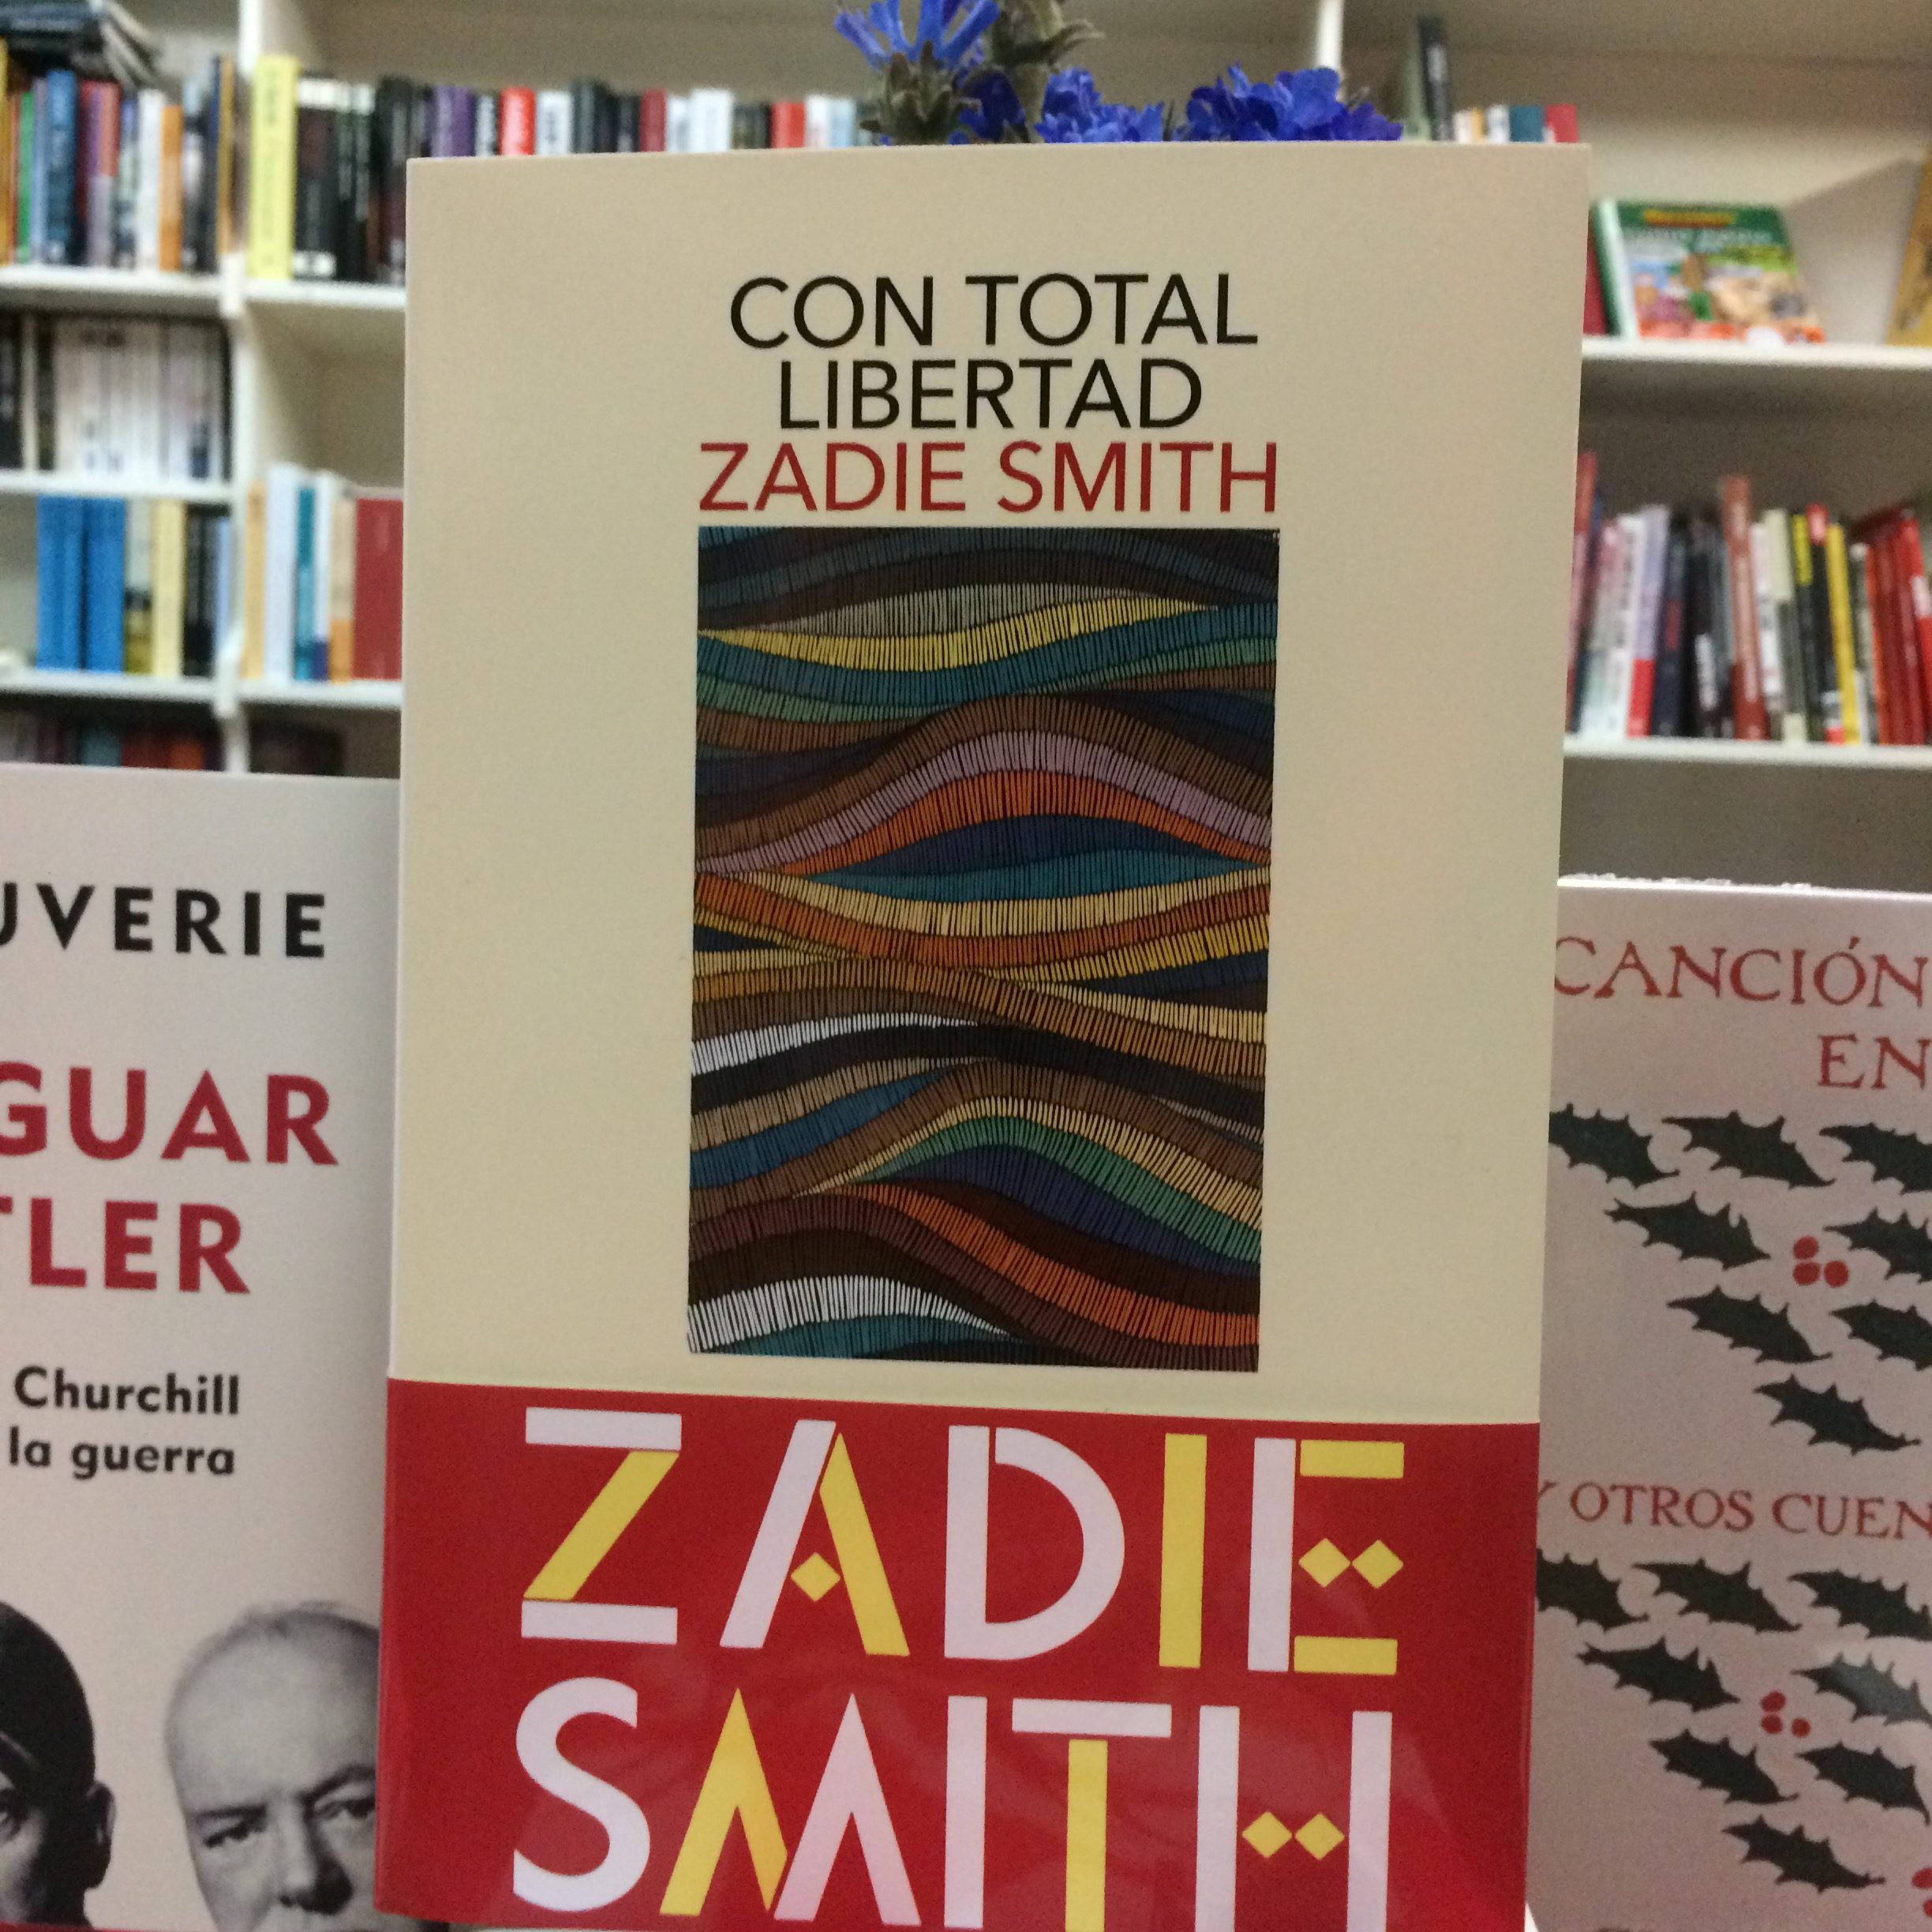 CON TOTAL
LIBERTAD
ZADIE SMITH
ZADIE
SMITH
UVERIE
GUAR
TLER
Churchill
la guerra
CANCIÓN
EN
Y OTROS CUEN